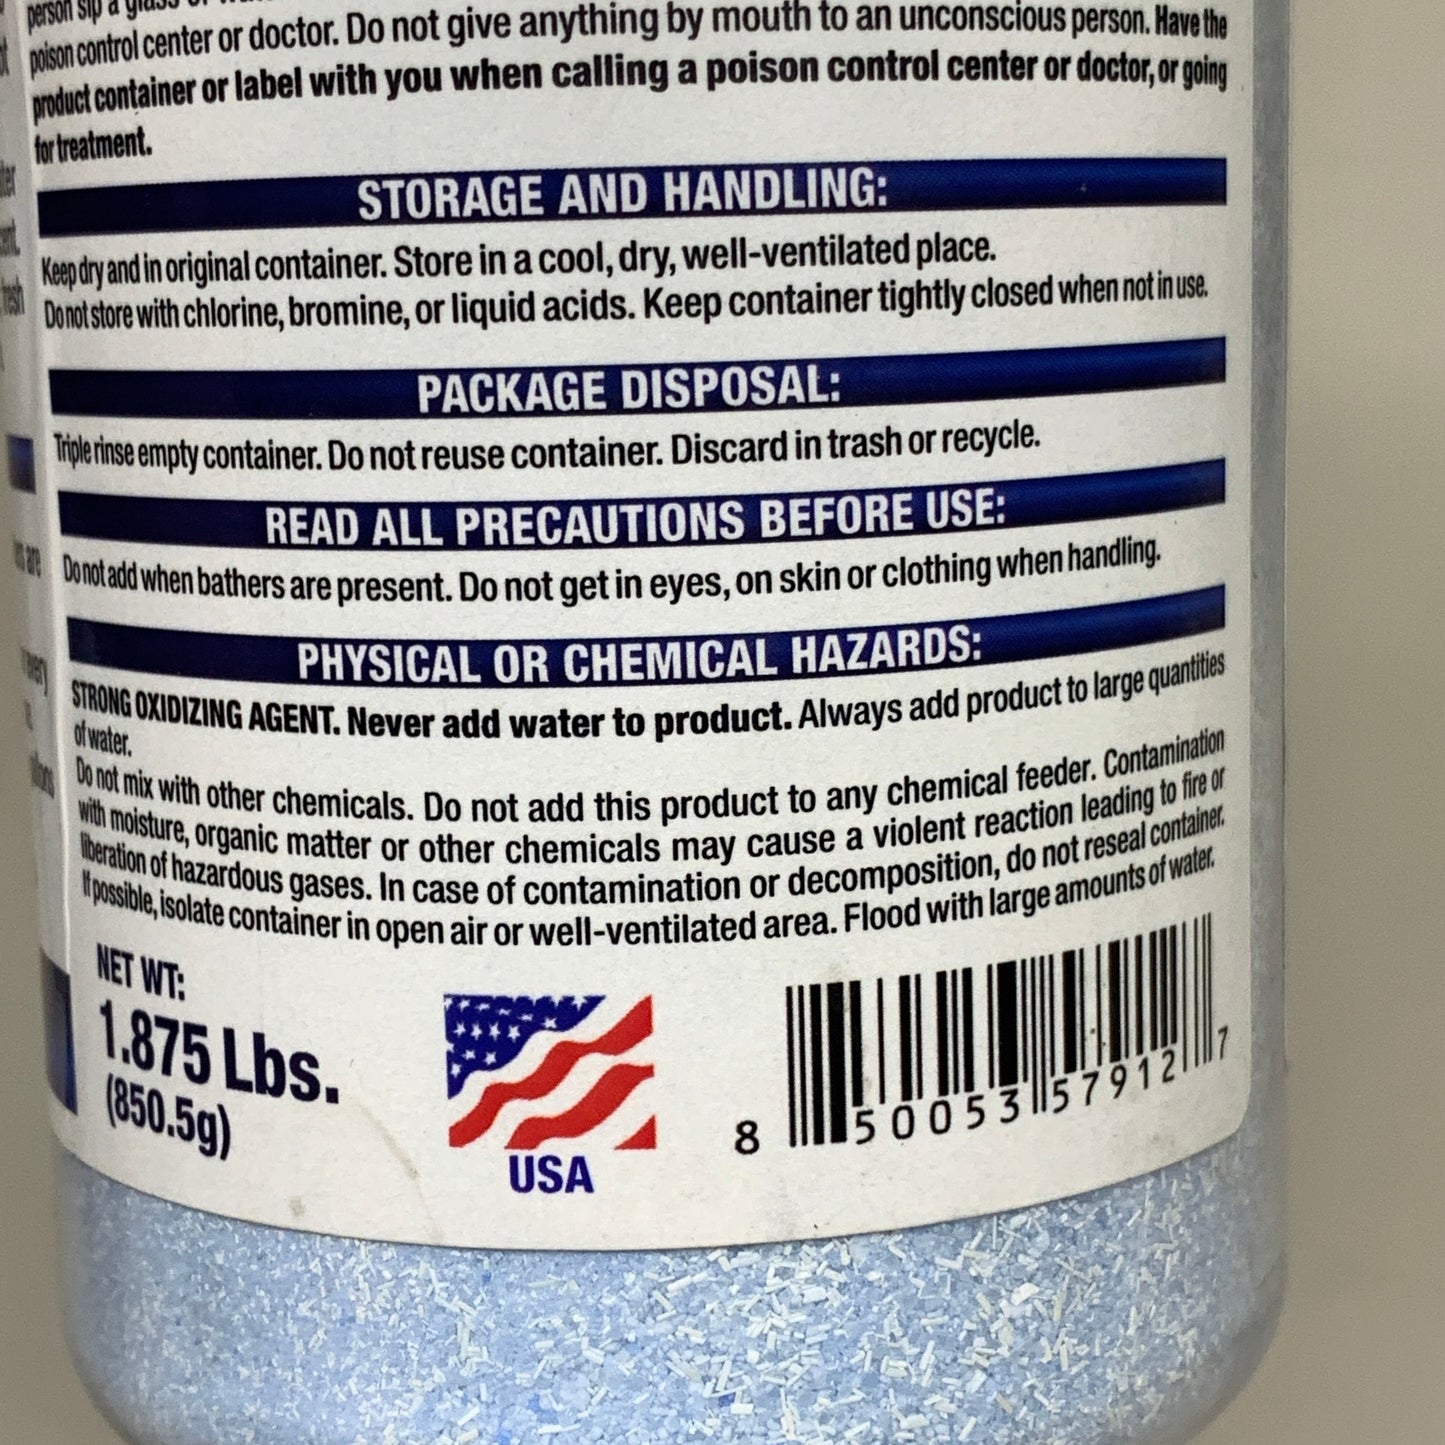 person sip a glass
poison control center or doctor. Do not give anything by mouth to an unconscious person. Have the
product container or label with you when calling a poison control center or doctor, or going
for treatment.
STORAGE AND HANDLING:
Keep dry and in original container. Store in a cool, dry, well-ventilated place.
Do not store with chlorine, bromine, or liquid acids. Keep container tightly closed when not in use.
PACKAGE DISPOSAL:
Triple rinse empty container. Do not reuse container. Discard in trash or recycle.
READ ALL PRECAUTIONS BEFORE USE:
Do not add when bathers are present. Do not get in eyes, on skin or clothing when handling.
PHYSICAL OR CHEMICAL HAZARDS:
STRONG OXIDIZING AGENT. Never add water to product. Always add product to large quantities
of water.
Do not mix with other chemicals. Do not add this product to any chemical feeder. Contamination
with moisture, organic matter or other chemicals may cause a violent reaction leading to fire or
liberation of hazardous gases. In case of contamination or decomposition, do not reseal container.
If possible, isolate container in open air or well-ventilated area. Flood with large amounts of water.
NET WT:
1.875 Lbs.
(850.5g)
USA
8 50053 57912 7